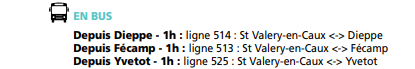 EN BUS
Depuis Dieppe - 1h : ligne 514 : St Valery-en-Caux <-> Dieppe
Depuis Fécamp - 1h : ligne 513 : St Valery-en-Caux <-> Fécamp
Depuis Yvetot - 1h : ligne 525 : St Valery-en-Caux <-> Yvetot